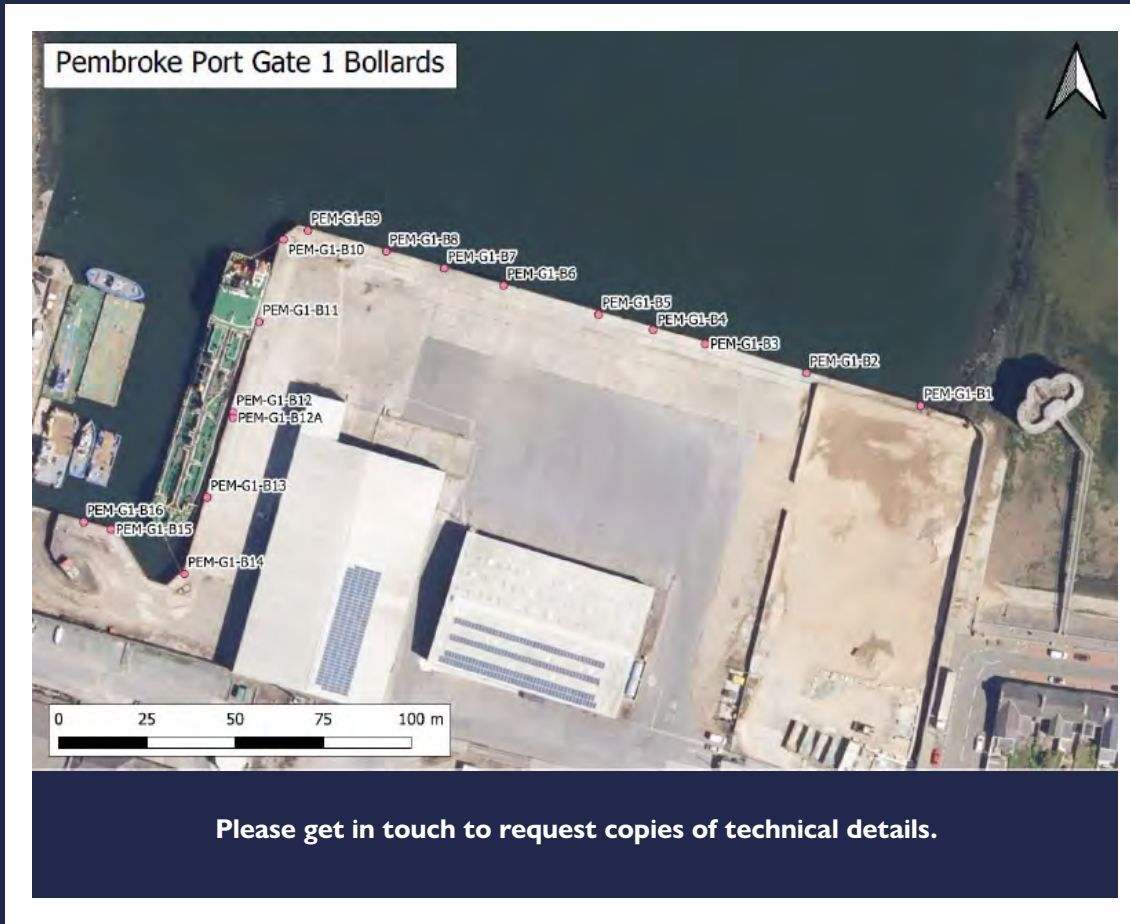 Pembroke Port Gate 1 Bollards
PEM-G1-B9
PEM-G1-B10
PEM-G1-B8
PEM-G1-B7
PEM-G1-B6
PEM-G1-B5
PEM-G1-B4
PEM-G1-B3
PEM-G1-B2
PEM-G1-B1
PEM-G1-B11
PEM-G1-B12
PEM-G1-B12A
PEM-G1-B13
PEM-G1-B16
PEM-G1-B15
PEM-G1-B14
0 25 50 75 100 m
Please get in touch to request copies of technical details.